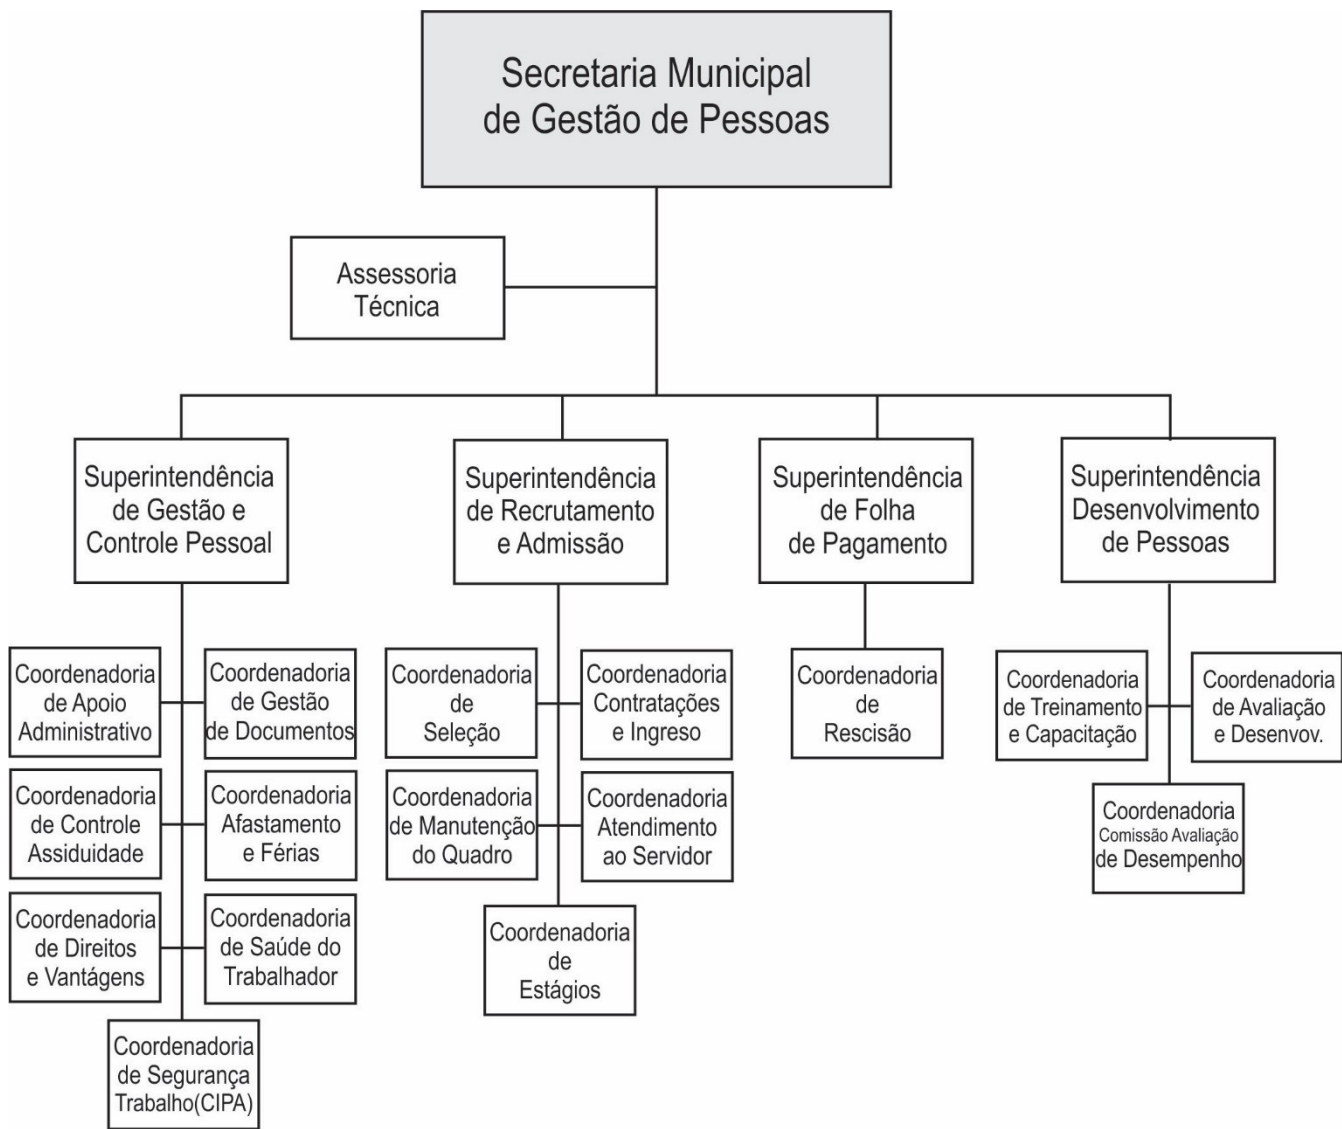 Secretaria Municipal
de Gestão de Pessoas
Assessoria
Técnica
Superintendência
de Gestão e
Controle Pessoal
Superintendência
de Recrutamento
e Admissão
Superintendência
de Folha
de Pagamento
Superintendência
Desenvolvimento
de Pessoas
Coordenadoria
de Apoio
Administrativo
Coordenadoria
de Gestão
de Documentos
Coordenadoria
de
Seleção
Coordenadoria
Contratações
e Ingreso
Coordenadoria
de
Rescisão
Coordenadoria
de Treinamento
e Capacitação
Coordenadoria
de Avaliação
e Desenvov.
Coordenadoria
de Controle
Assiduidade
Coordenadoria
Afastamento
e Férias
Coordenadoria
de Manutenção
do Quadro
Coordenadoria
Atendimento
ao Servidor
Coordenadoria
Comissão Avaliação
de Desempenho
Coordenadoria
de Direitos
e Vantágens
Coordenadoria
de Saúde do
Trabalhador
Coordenadoria
de
Estágios
Coordenadoria
de Segurança
Trabalho(CIPA)